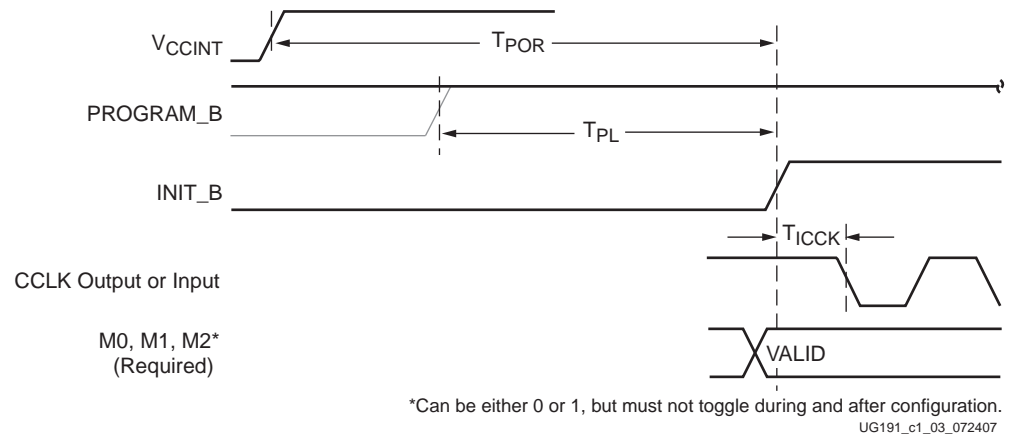 VCCINT
TPOR
PROGRAM_B
TPL
INIT_B
TICCK
CCLK Output or Input
M0, M1, M2*
(Required)
VALID
*Can be either 0 or 1, but must not toggle during and after configuration.
UG191_c1_03_072407